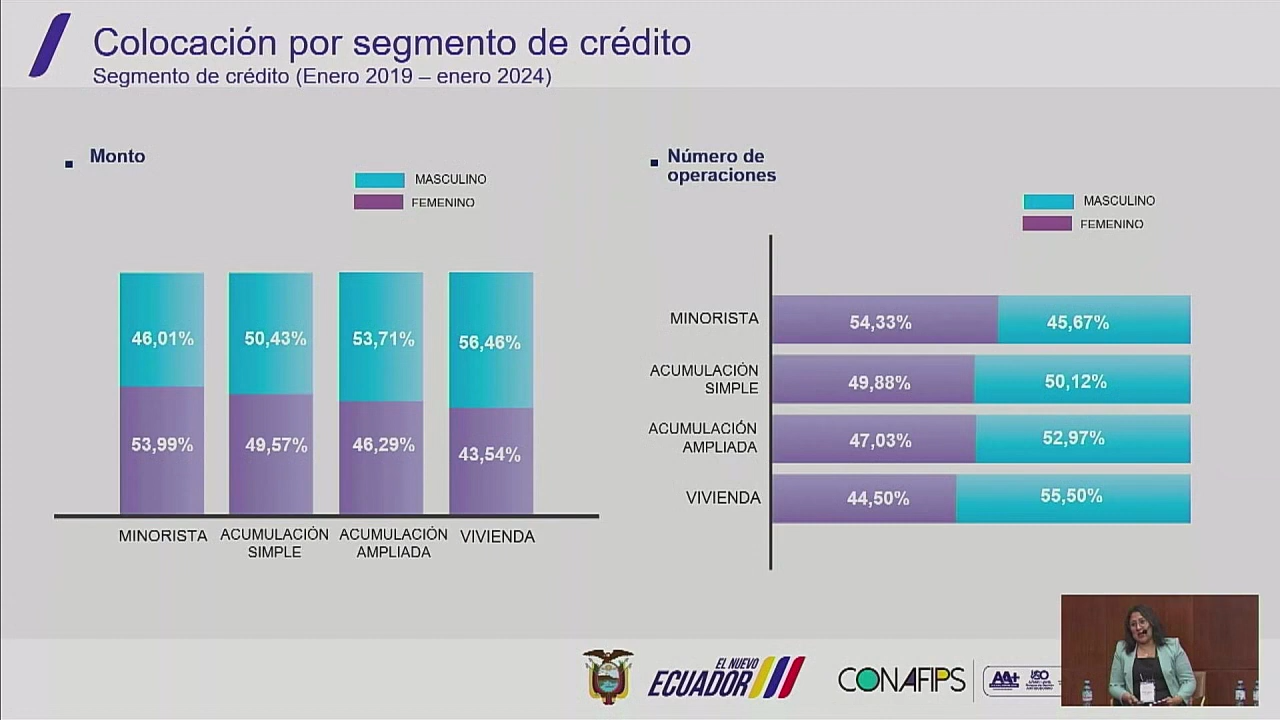 Colocación por segmento de crédito
Segmento de crédito (Enero 2019 – enero 2024)
Monto
MASCULINO
FEMENINO
46,01%
50,43%
53,71%
56,46%
53,99%
49,57%
46,29%
43,54%
MINORISTA
ACUMULACIÓN
SIMPLE
ACUMULACIÓN
AMPLIADA
VIVIENDA
Número de
operaciones
MASCULINO
FEMENINO
MINORISTA
54,33%
45,67%
ACUMULACIÓN
SIMPLE
49,88%
50,12%
ACUMULACIÓN
AMPLIADA
47,03%
52,97%
VIVIENDA
44,50%
55,50%
EL NUEVO
ECUADOR
CONAFIPS
AA+